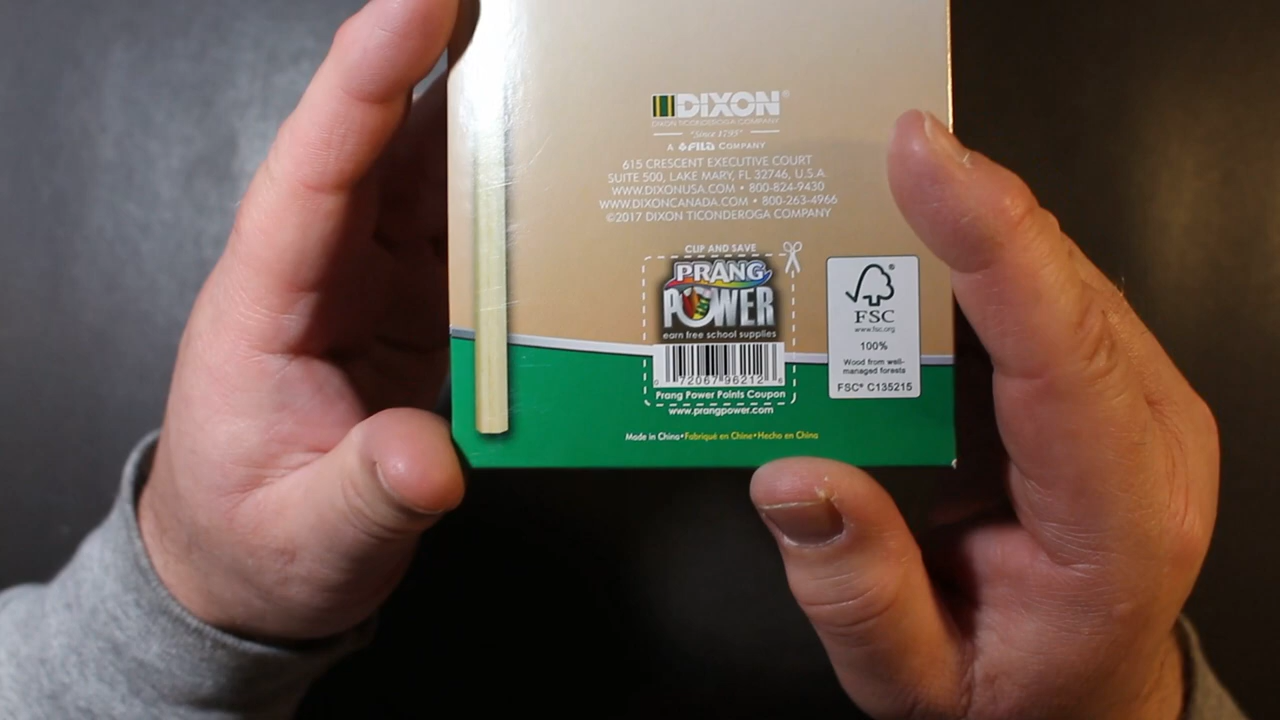 DIXON®
DIXON TICONDEROGA COMPANY
"Since 1795"
A FILA COMPANY
615 CRESCENT EXECUTIVE COURT
SUITE 500, LAKE MARY, FL 32746, U.S.A.
WWW.DIXONUSA.COM • 800-824-9430
WWW.DIXONCANADA.COM • 800-263-4966
©2017 DIXON TICONDEROGA COMPANY
CLIP AND SAVE
PRANG
POWER
earn free school supplies
0 72067 96212 6
Prang Power Points Coupon
www.prangpower.com
®
FSC
www.fsc.org
100%
Wood from well-
managed forests
FSC® C135215
Made in China•Fabriqué en Chine•Hecho en China